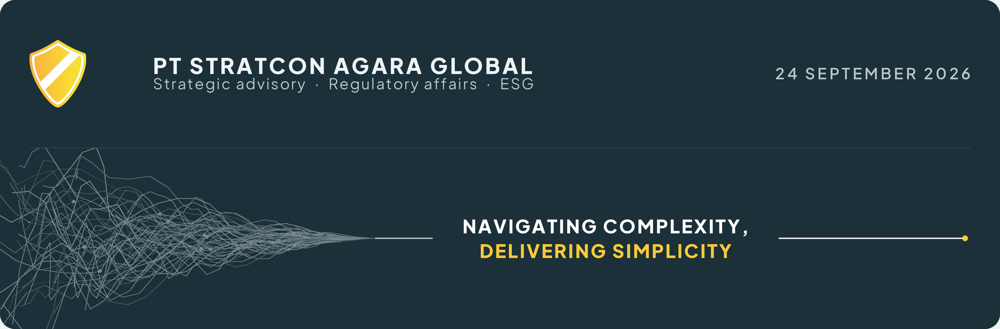 PT STRATCON AGARA GLOBAL
Strategic advisory · Regulatory affairs · ESG
24 SEPTEMBER 2026
NAVIGATING COMPLEXITY,
DELIVERING SIMPLICITY